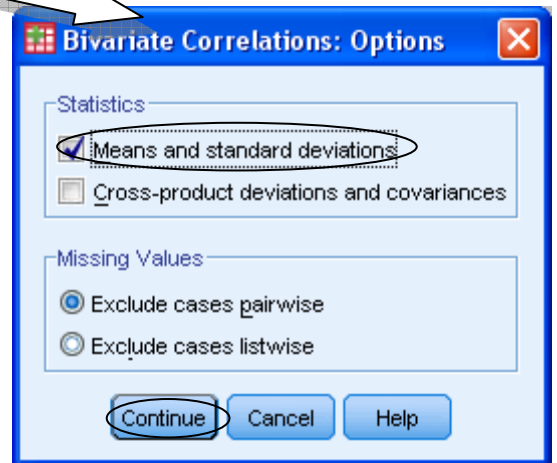 Bivariate Correlations: Options
Statistics
Means and standard deviations
Cross-product deviations and covariances
Missing Values
Exclude cases pairwise
Exclude cases listwise
Continue Cancel Help